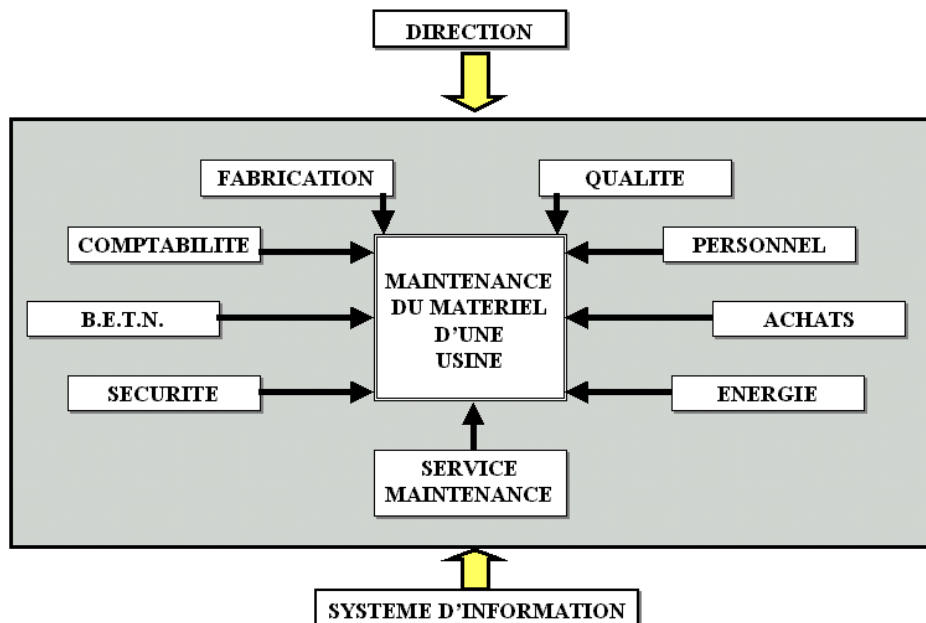 DIRECTION
FABRICATION
QUALITE
COMPTABILITE
PERSONNEL
MAINTENANCE
DU MATERIEL
D’UNE
USINE
B.E.T.N.
ACHATS
SECURITE
ENERGIE
SERVICE
MAINTENANCE
SYSTEME D’INFORMATION